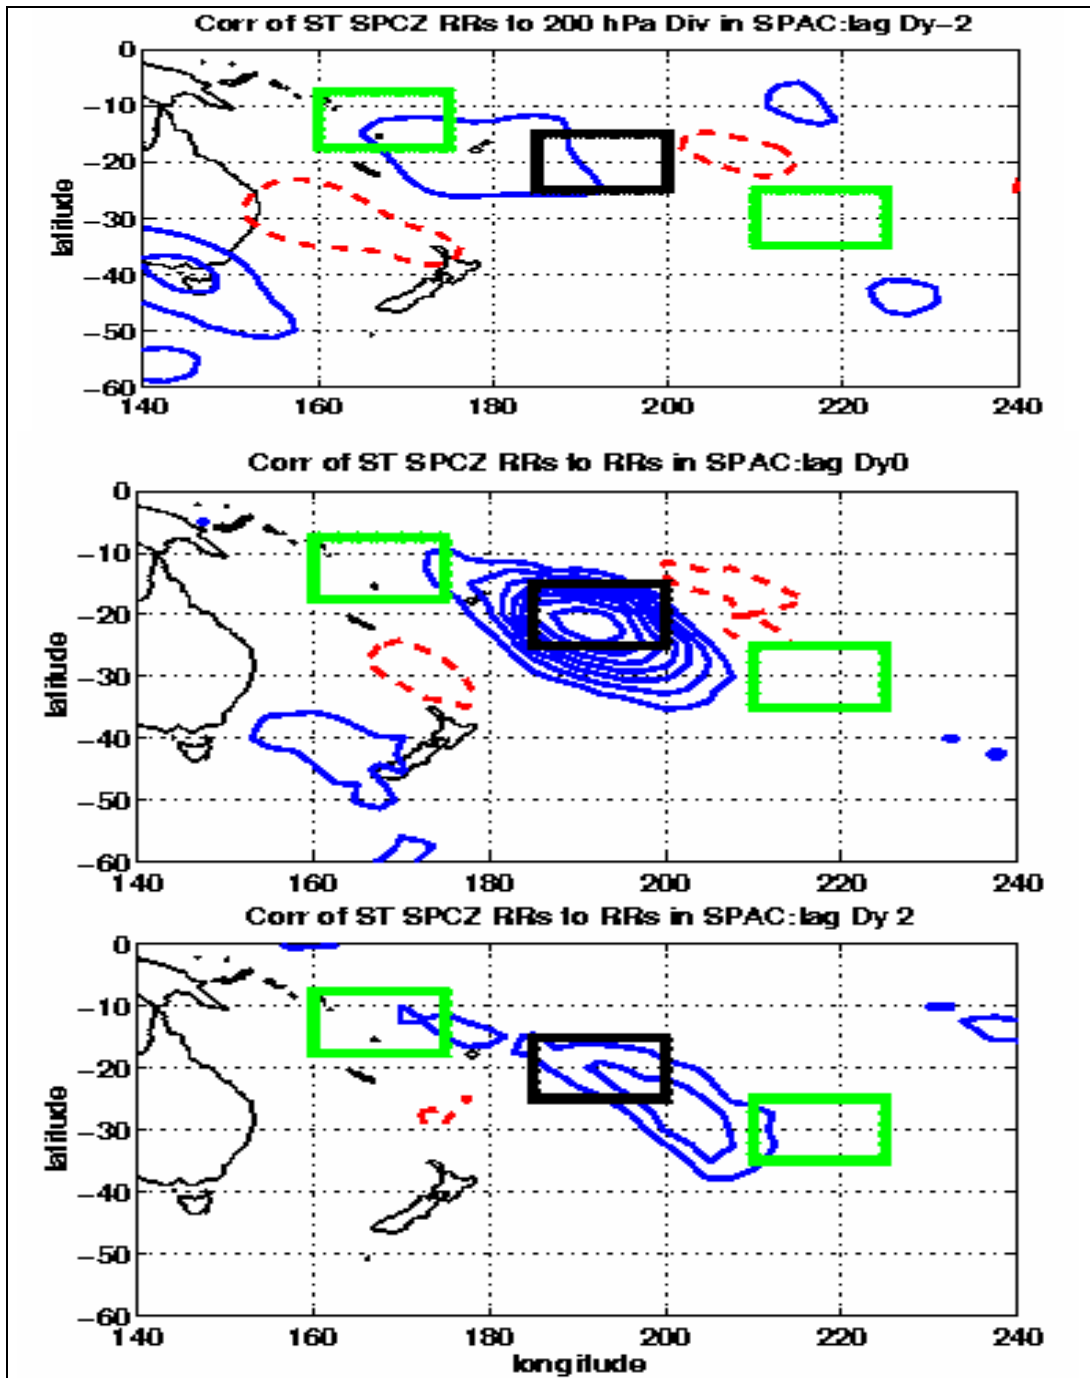 Corr of ST SPCZ RRs to 200 hPa Div in SPAC:lag Dy-2
0
-10
-20
-30
-40
-50
-60
latitude
140 160 180 200 220 240
Corr of ST SPCZ RRs to RRs in SPAC:lag Dy0
0
-10
-20
-30
-40
-50
-60
latitude
140 160 180 200 220 240
Corr of ST SPCZ RRs to RRs in SPAC:lag Dy 2
0
-10
-20
-30
-40
-50
-60
latitude
140 160 180 200 220 240
longitude